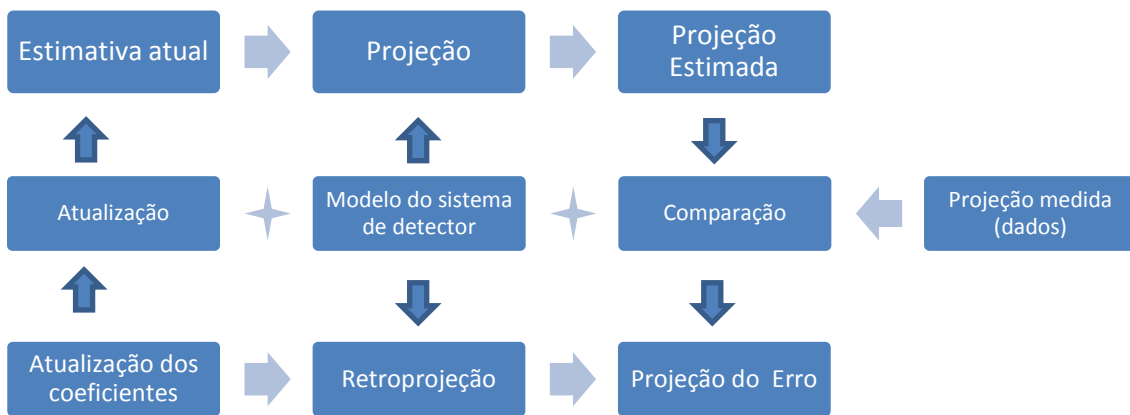 Estimativa atual
Projeção
Projeção
Estimada
Atualização
Modelo do sistema
de detector
Comparação
Projeção medida
(dados)
Atualização dos
coeficientes
Retroprojeção
Projeção do Erro